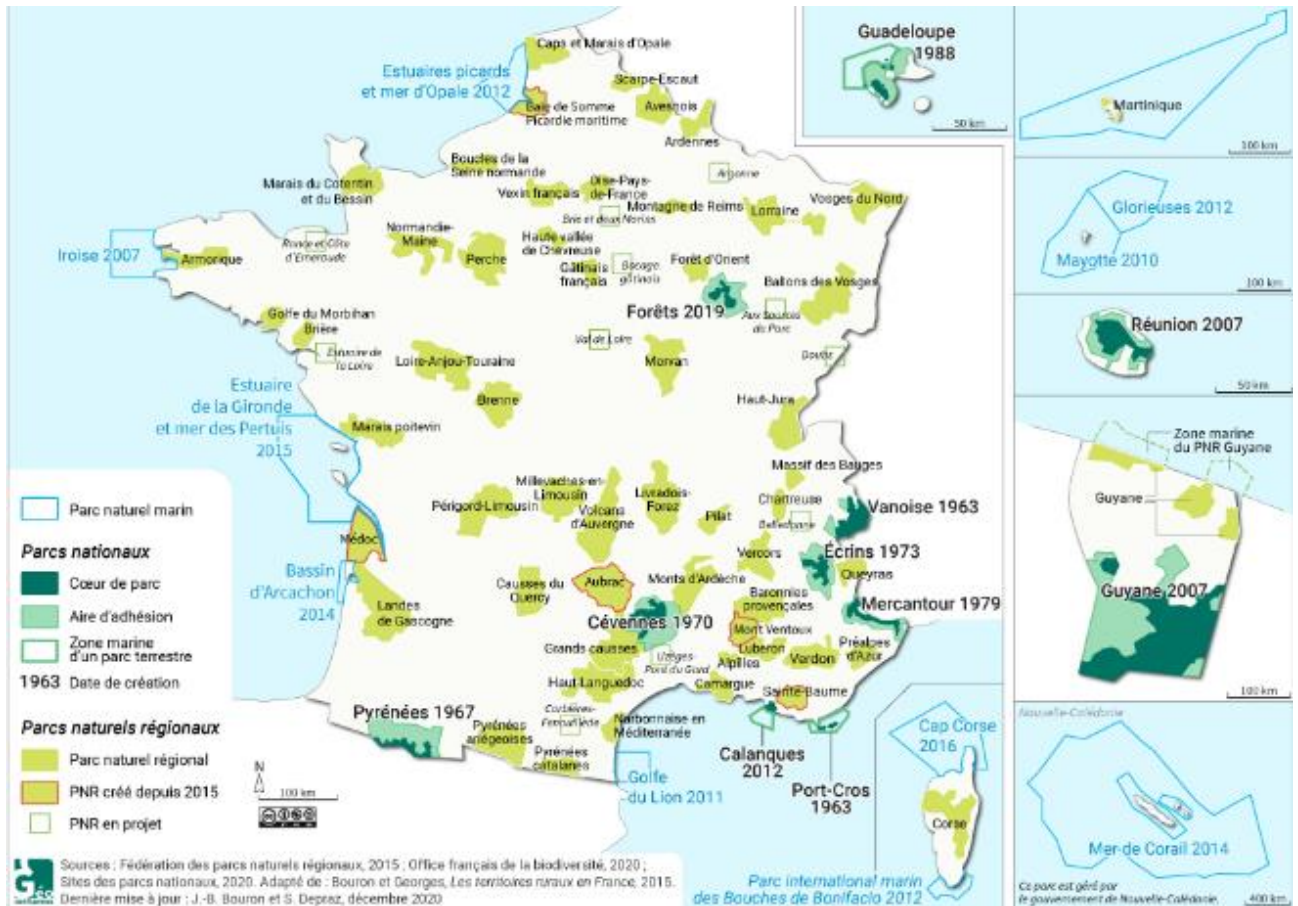 Caps et Marais d'Opale
Estuaires picards
et mer d'Opale 2012
Scarpe-Escaut
Baie de Somme
Picardie maritime
Avesnois
Ardennes
Boucles de la
Seine normande
Marais du Cotentin
et du Bessin
Vexin français
Oise-Pays-
de-France
Argonne
Montagne de Reims
Lorraine
Vosges du Nord
Brie et deux Morins
Iroise 2007
Armorique
Rance et Côte
d'Emeraude
Normandie-
Maine
Perche
Haute vallée
de Chevreuse
Gâtinais
français
Bocage
gâtinais
Forêt d'Orient
Ballons des Vosges
Forêts 2019
Golfe du Morbihan
Brière
Estuaire de
la Loire
Val de Loire
Loire-Anjou-Touraine
Morvan
Doubs
Brenne
Haut-Jura
Estuaire
de la Gironde
et mer des Pertuis
2015
Marais poitevin
Massif des Bauges
Millevaches-en-
Limousin
Périgord-Limousin
Volcans
d'Auvergne
Livradois-
Forez
Pilat
Chartreuse
Belledonne
Vanoise 1963
Médoc
Vercors
Écrins 1973
Queyras
Bassin
d'Arcachon
2014
Landes
de Gascogne
Causses du
Quercy
Aubrac
Monts d'Ardèche
Baronnies
provençales
Mercantour 1979
Cévennes 1970
Mont Ventoux
Grands causses
Uzèges-
Pont du Gard
Luberon
Alpilles
Verdon
Préalpes
d'Azur
Haut-Languedoc
Camargue
Sainte-Baume
Pyrénées 1967
Pyrénées
ariégeoises
Corbières-
Fenouillèdes
Narbonnaise en
Méditerranée
Pyrénées
catalanes
Golfe
du Lion 2011
Calanques
2012
Port-Cros
1963
Cap Corse
2016
Corse
Parc international marin
des Bouches de Bonifacio 2012
N
100 km
Parc naturel marin
Parcs nationaux
Cœur de parc
Aire d'adhésion
Zone marine
d'un parc terrestre
1963 Date de création
Parcs naturels régionaux
Parc naturel régional
PNR créé depuis 2015
PNR en projet
Guadeloupe
1988
50 km
Martinique
100 km
Glorieuses 2012
Mayotte 2010
100 km
Réunion 2007
50 km
Zone marine
du PNR Guyane
Guyane
Guyane 2007
100 km
Nouvelle-Calédonie
Mer de Corail 2014
Ce parc est géré par
le gouvernement de Nouvelle-Calédonie.
400 km
Géo
Sources : Fédération des parcs naturels régionaux, 2015 ; Office français de la biodiversité, 2020 ;
Sites des parcs nationaux, 2020. Adapté de : Bouron et Georges, Les territoires ruraux en France, 2015.
Dernière mise à jour : J.-B. Bouron et S. Depraz, décembre 2020